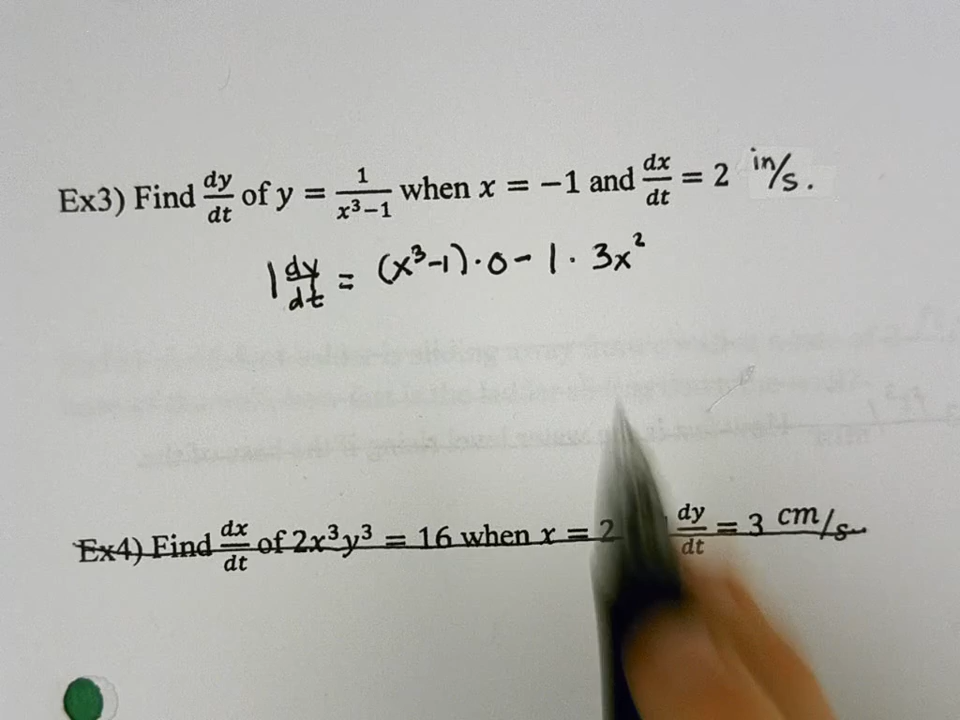 Ex3) Find dy/dt of y = 1/(x³−1) when x = −1 and dx/dt = 2 in/s.
1 dy/dt = (x³-1)·0 - 1·3x²
Ex4) Find dx/dt of 2x³y³ = 16 when x = 2 dy/dt = 3 cm/s